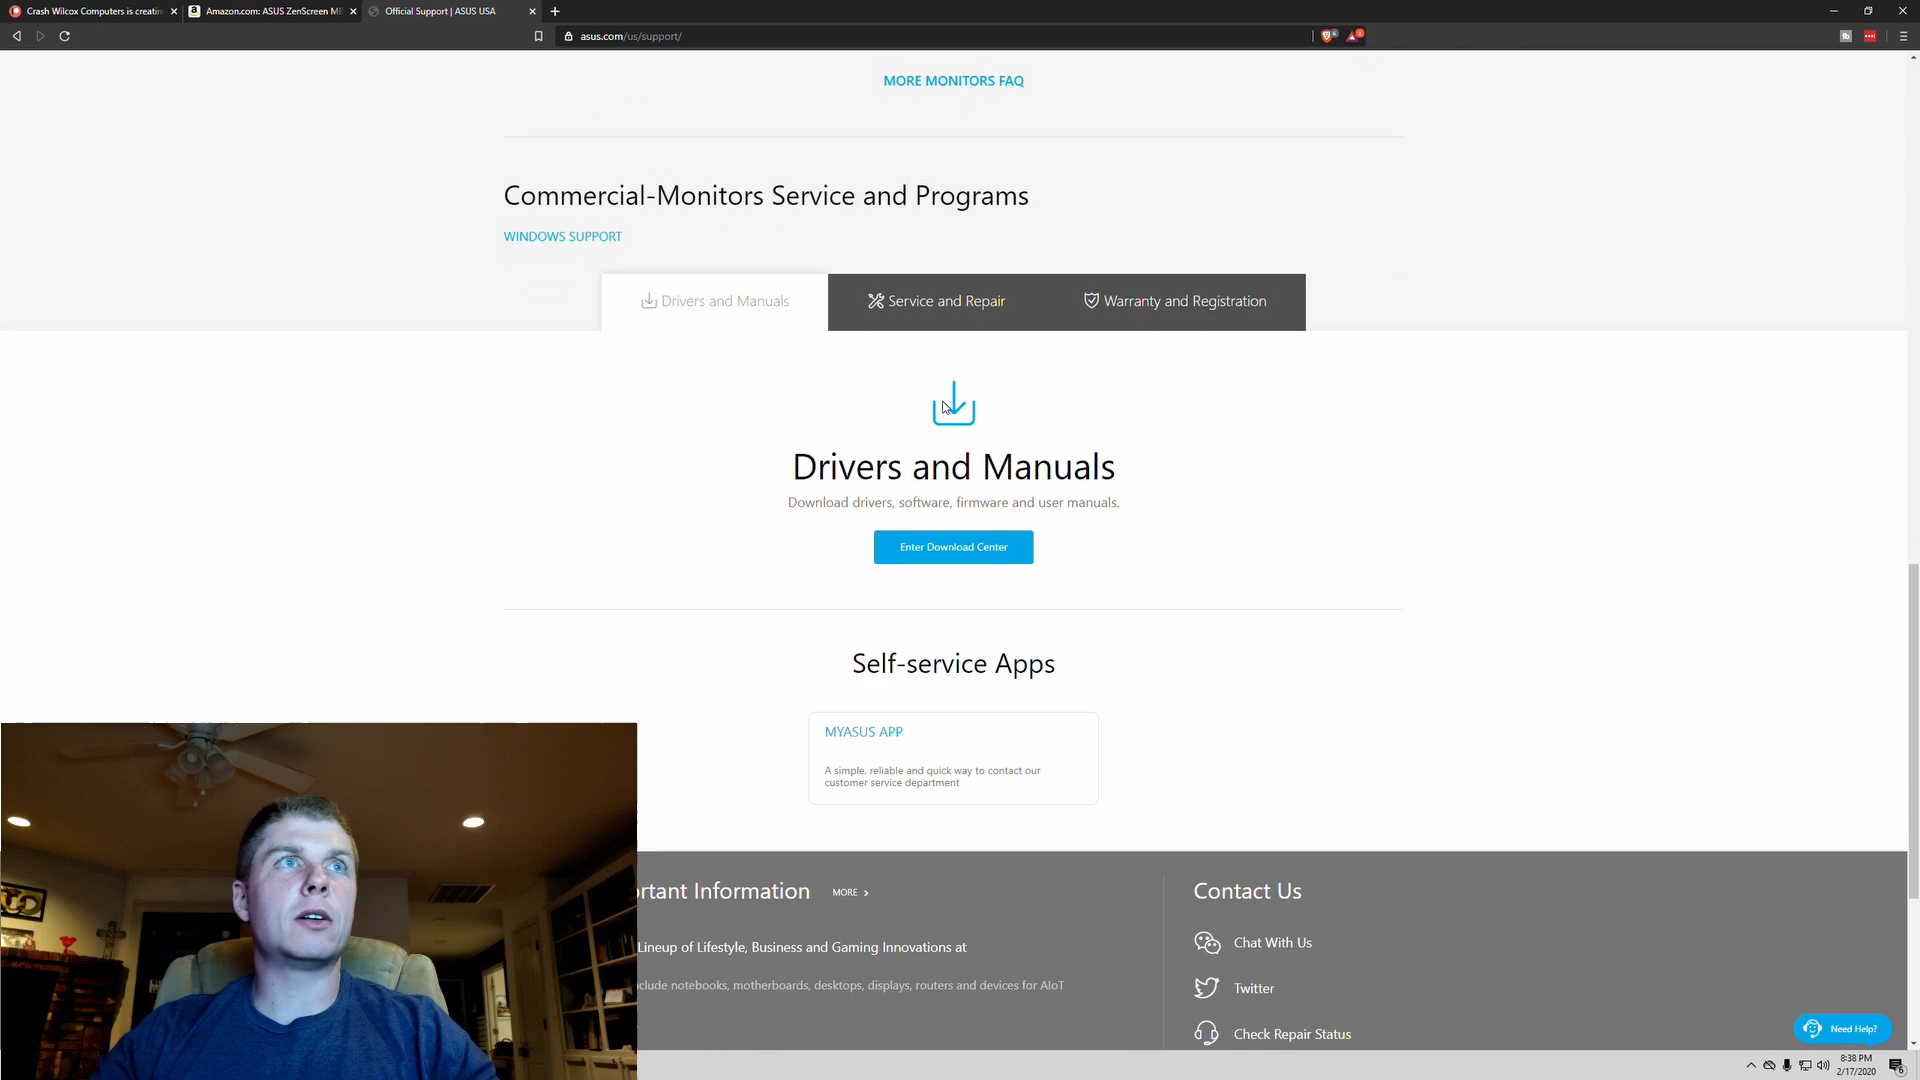 Crash Wilcox Computers is creatin
Amazon.com: ASUS ZenScreen MB
Official Support | ASUS USA
asus.com/us/support/
MORE MONITORS FAQ
Commercial-Monitors Service and Programs
WINDOWS SUPPORT
Drivers and Manuals
Service and Repair
Warranty and Registration
Drivers and Manuals
Download drivers, software, firmware and user manuals.
Enter Download Center
Self-service Apps
MYASUS APP
A simple, reliable and quick way to contact our
customer service department
rtant Information
MORE >
Lineup of Lifestyle, Business and Gaming Innovations at
clude notebooks, motherboards, desktops, displays, routers and devices for AIoT
Contact Us
Chat With Us
Twitter
Check Repair Status
Need Help?
8:38 PM
2/17/2020